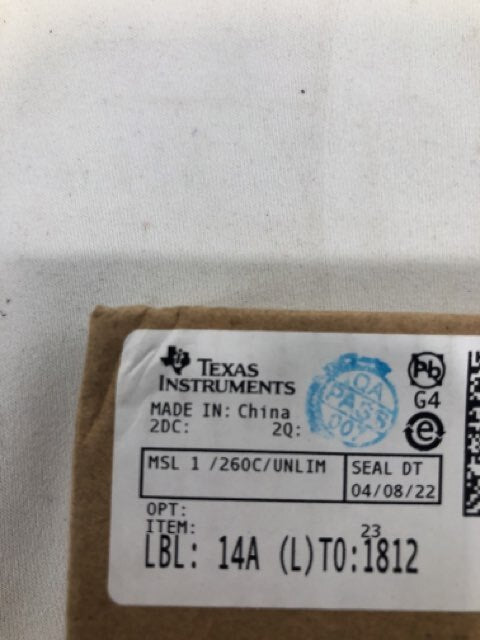 TEXAS
INSTRUMENTS
MADE IN: China
2DC: 2Q:
QA
PASS
007
Pb
G4
e
MSL 1 /260C/UNLIM
SEAL DT
04/08/22
OPT:
ITEM:
23
LBL: 14A (L)TO:1812